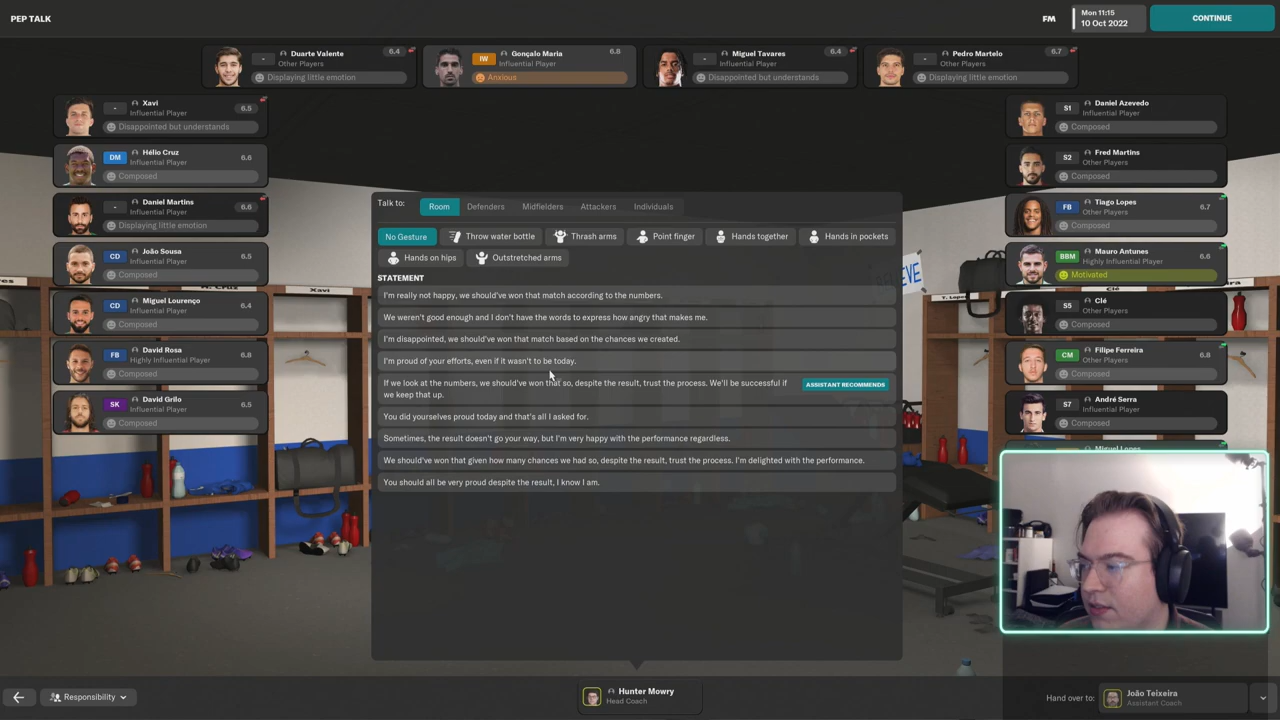 PEP TALK
FM
Mon 11:15
10 Oct 2022
CONTINUE
-
Duarte Valente
Other Players
6.4
Displaying little emotion
IW
Gonçalo Maria
Influential Player
6.8
Anxious
-
Miguel Tavares
Influential Player
6.4
Disappointed but understands
-
Pedro Martelo
Other Players
6.7
Displaying little emotion
-
Xavi
Influential Player
6.5
Disappointed but understands
DM
Hélio Cruz
Influential Player
6.6
Composed
-
Daniel Martins
Influential Player
6.6
Displaying little emotion
CD
João Sousa
Influential Player
6.5
Composed
CD
Miguel Lourenço
Influential Player
6.4
Composed
FB
David Rosa
Highly Influential Player
6.8
Composed
SK
David Grilo
Influential Player
6.5
Composed
Talk to:
Room
Defenders
Midfielders
Attackers
Individuals
No Gesture
Throw water bottle
Thrash arms
Point finger
Hands together
Hands in pockets
Hands on hips
Outstretched arms
STATEMENT
I'm really not happy, we should've won that match according to the numbers.
We weren't good enough and I don't have the words to express how angry that makes me.
I'm disappointed, we should've won that match based on the chances we created.
I'm proud of your efforts, even if it wasn't to be today.
If we look at the numbers, we should've won that so, despite the result, trust the process. We'll be successful if
we keep that up.
ASSISTANT RECOMMENDS
You did yourselves proud today and that's all I asked for.
Sometimes, the result doesn't go your way, but I'm very happy with the performance regardless.
We should've won that given how many chances we had so, despite the result, trust the process. I'm delighted with the performance.
You should all be very proud despite the result, I know I am.
S1
Daniel Azevedo
Influential Player
Composed
S2
Fred Martins
Other Players
Composed
FB
Tiago Lopes
Other Players
6.7
Composed
BBM
Mauro Antunes
Highly Influential Player
6.6
Motivated
S5
Clé
Influential Player
Composed
CM
Filipe Ferreira
Other Players
6.8
Composed
S7
André Serra
Influential Player
Composed
Miguel Lopes
Xavi
BELIEVE
Responsibility
Hunter Mowry
Head Coach
Hand over to:
João Teixeira
Assistant Coach